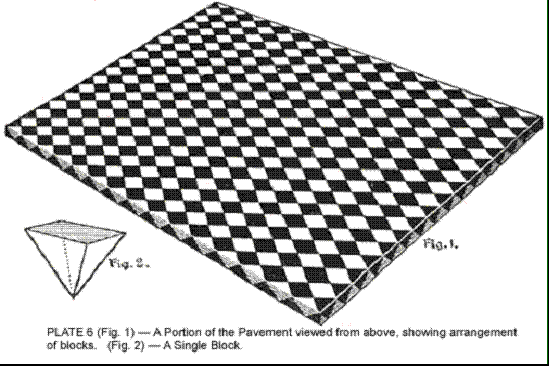 Fig. 1.
Fig. 2.
PLATE 6 (Fig. 1) — A Portion of the Pavement viewed from above, showing arrangement
of blocks. (Fig. 2) — A Single Block.